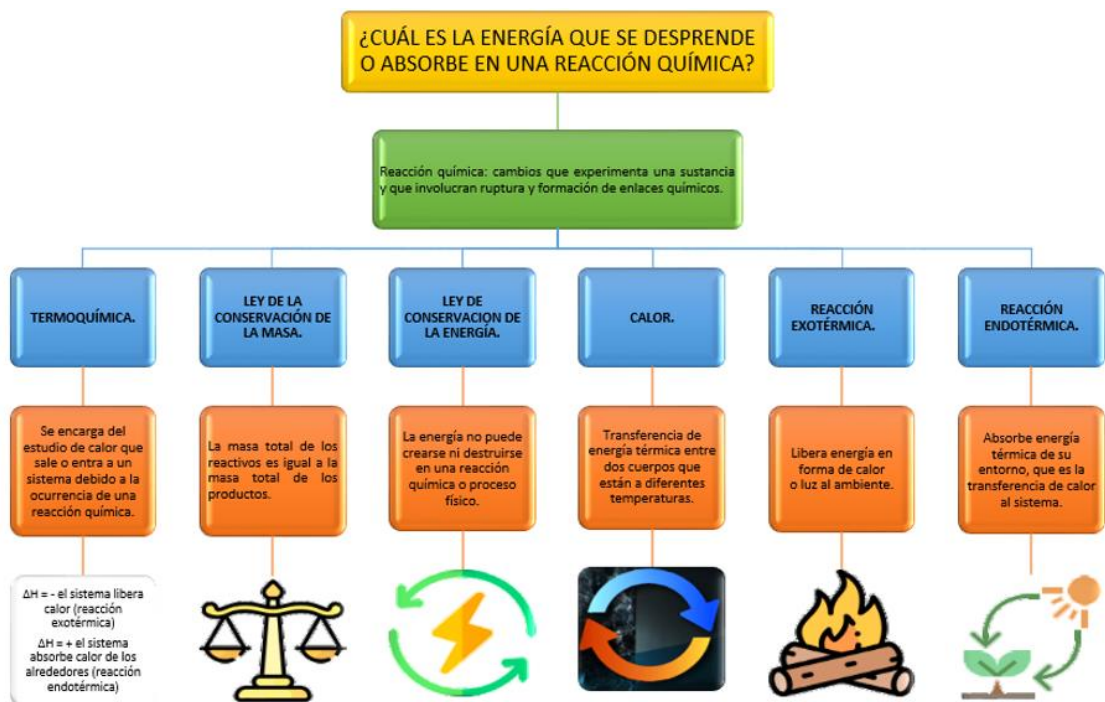 ¿CUÁL ES LA ENERGÍA QUE SE DESPRENDE
O ABSORBE EN UNA REACCIÓN QUÍMICA?
Reacción química: cambios que experimenta una sustancia
y que involucran ruptura y formación de enlaces químicos.
TERMOQUÍMICA.
Se encarga del
estudio de calor que
sale o entra a un
sistema debido a la
ocurrencia de una
reacción química.
ΔH = - el sistema libera
calor (reacción
exotérmica)
ΔH = + el sistema
absorbe calor de los
alrededores (reacción
endotérmica)
LEY DE LA
CONSERVACIÓN DE
LA MASA.
La masa total de los
reactivos es igual a la
masa total de los
productos.
LEY DE
CONSERVACION DE
LA ENERGÍA.
La energía no puede
crearse ni destruirse
en una reacción
química o proceso
físico.
CALOR.
Transferencia de
energía térmica entre
dos cuerpos que
están a diferentes
temperaturas.
REACCIÓN
EXOTÉRMICA.
Libera energía en
forma de calor
o luz al ambiente.
REACCIÓN
ENDOTÉRMICA.
Absorbe energía
térmica de su
entorno, que es la
transferencia de calor
al sistema.